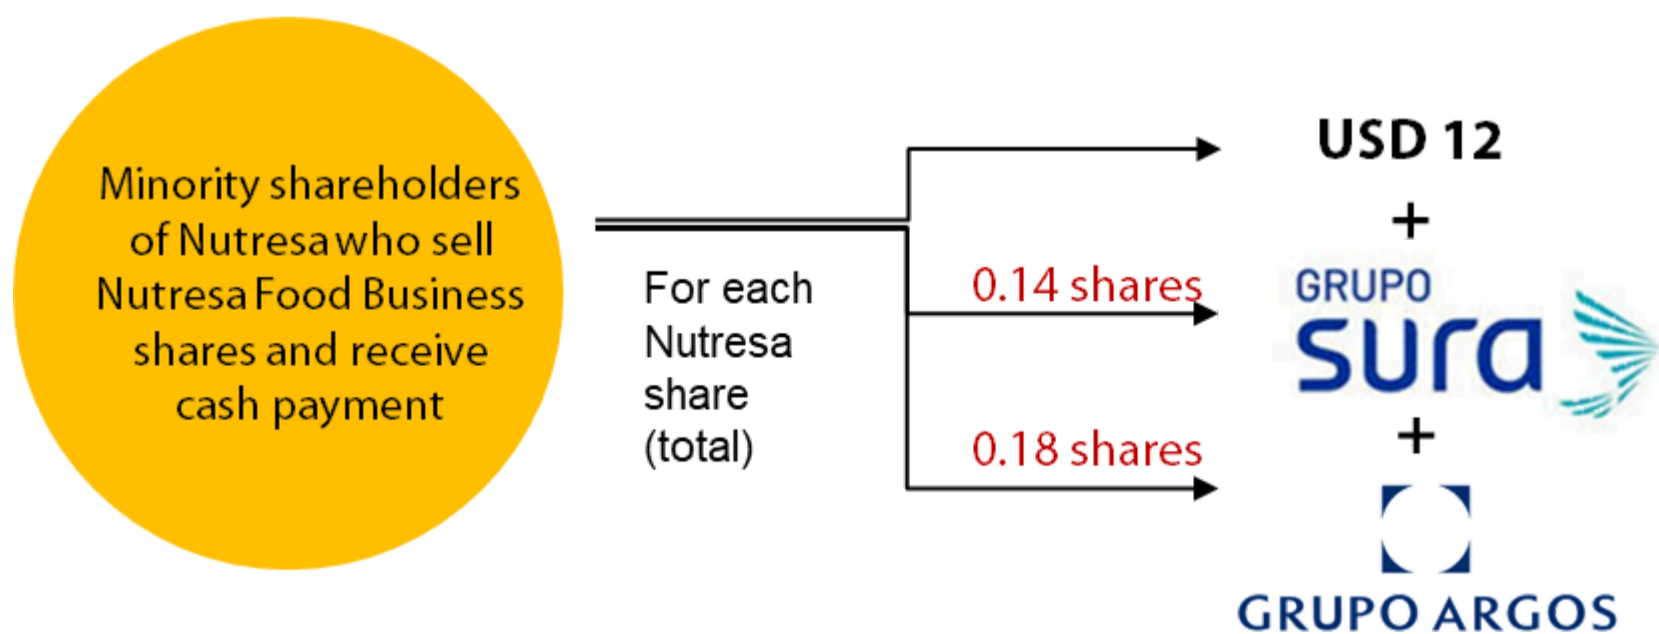 Minority shareholders
of Nutresa who sell
Nutresa Food Business
shares and receive
cash payment
For each
Nutresa
share
(total)
USD 12
+
0.14 shares
GRUPO
sura
+
0.18 shares
GRUPO ARGOS